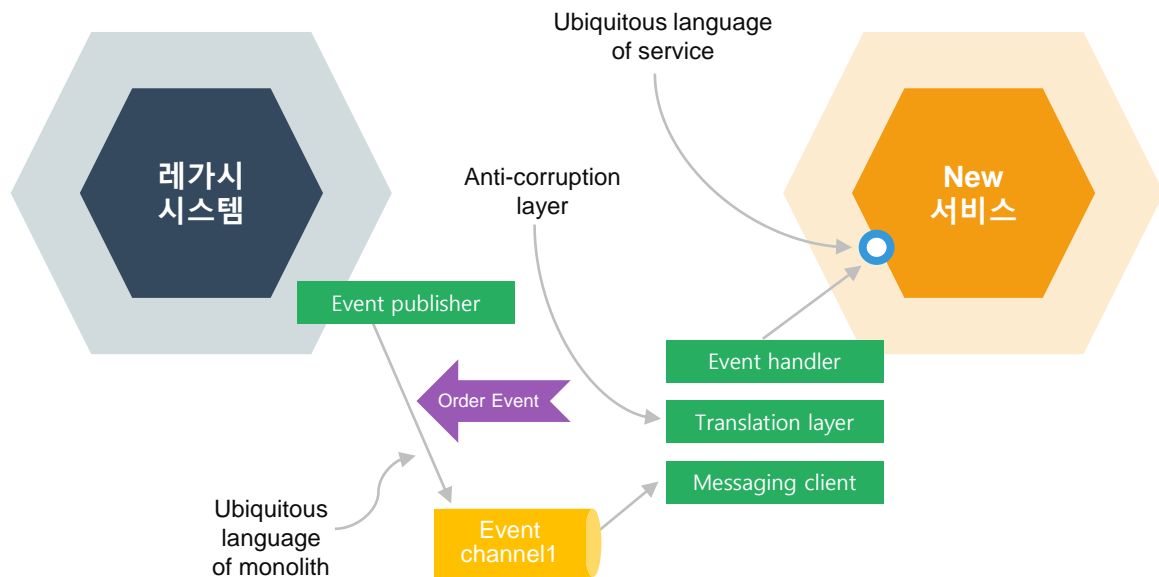 Ubiquitous language
of service
레가시
시스템
Anti-corruption
layer
New
서비스
Event publisher
Event handler
Order Event
Translation layer
Messaging client
Ubiquitous
language
of monolith
Event
channel1